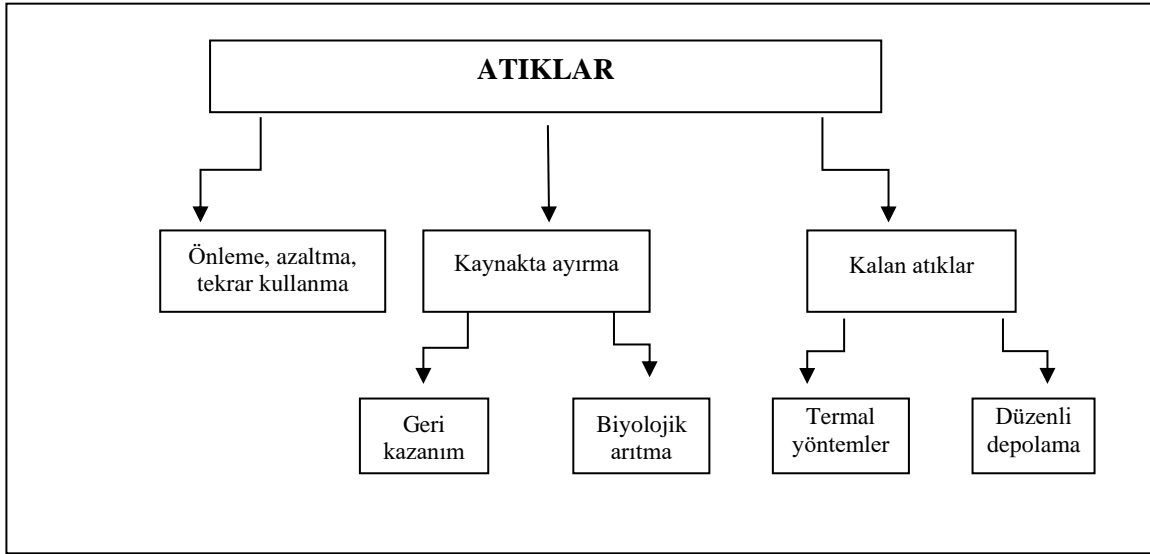 ATIKLAR
Önleme, azaltma,
tekrar kullanma
Kaynakta ayırma
Kalan atıklar
Geri
kazanım
Biyolojik
arıtma
Termal
yöntemler
Düzenli
depolama